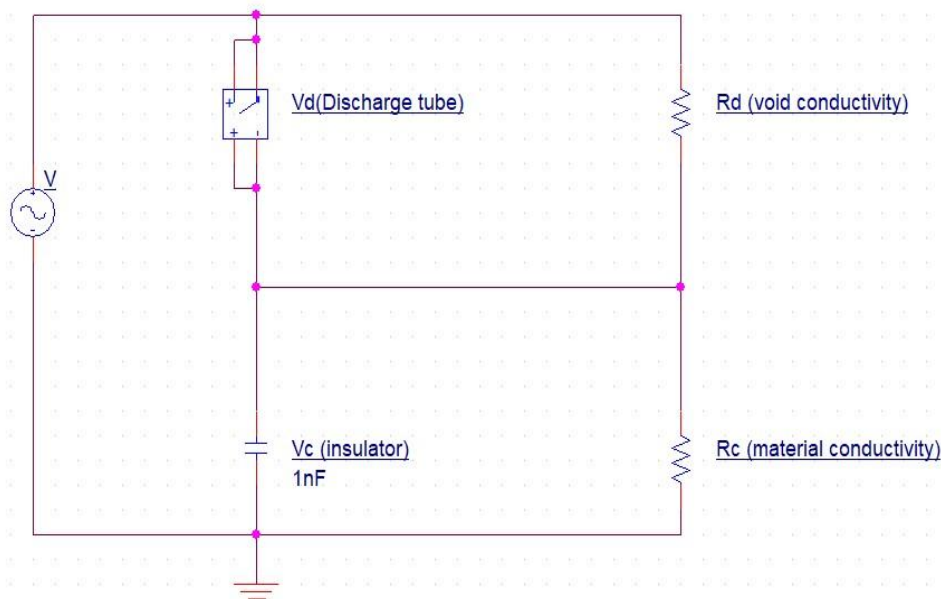 Vd(Discharge tube)
Rd (void conductivity)
V
Vc (insulator)
1nF
Rc (material conductivity)